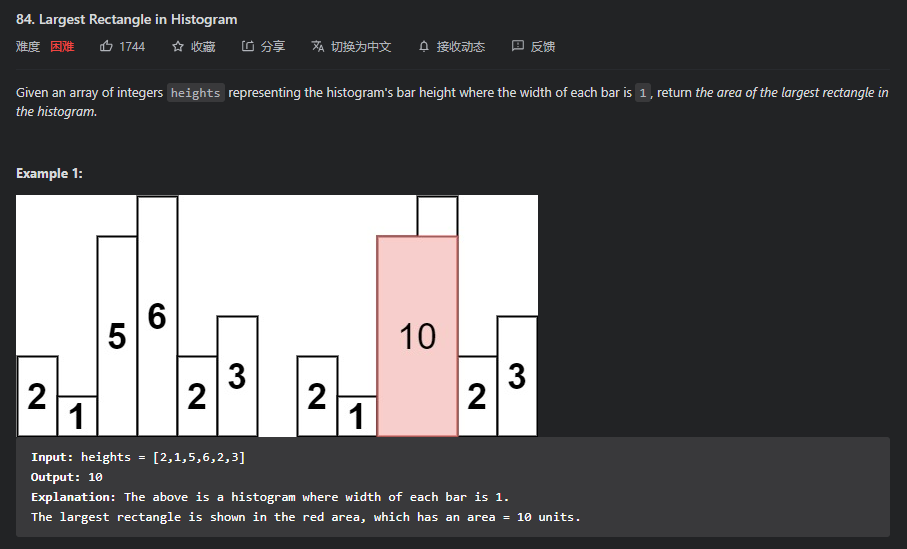 84. Largest Rectangle in Histogram
难度 困难 1744 收藏 分享 切换为中文 接收动态 反馈
Given an array of integers heights representing the histogram's bar height where the width of each bar is 1, return the area of the largest rectangle in
the histogram.
Example 1:
2 1 5 6 2 3 2 1 10 2 3
Input: heights = [2,1,5,6,2,3]
Output: 10
Explanation: The above is a histogram where width of each bar is 1.
The largest rectangle is shown in the red area, which has an area = 10 units.